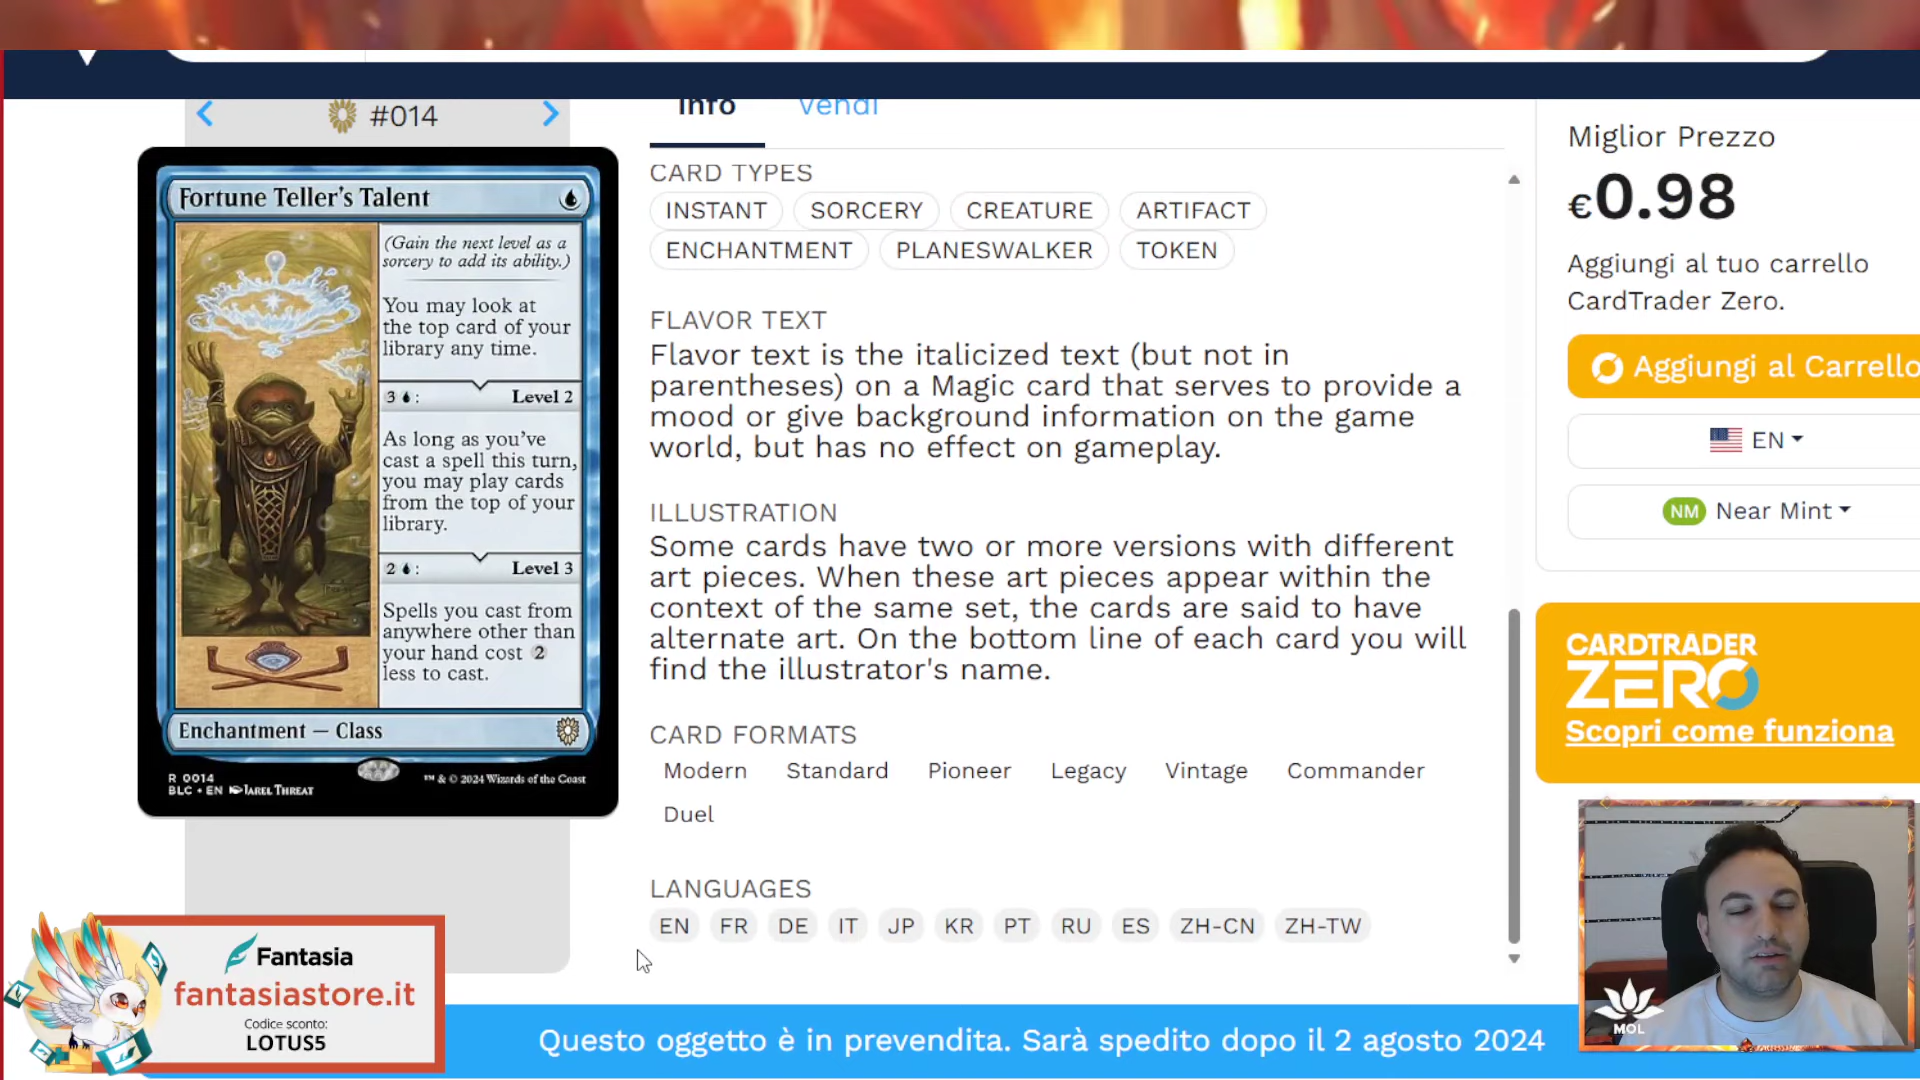 #014
Info
Vendi
Fortune Teller's Talent
(Gain the next level as a
sorcery to add its ability.)
You may look at
the top card of your
library any time.
3 : Level 2
As long as you've
cast a spell this turn,
you may play cards
from the top of your
library.
2 : Level 3
Spells you cast from
anywhere other than
your hand cost 2
less to cast.
Enchantment — Class
R 0014
BLC • EN IAREL THREAT
™ & © 2024 Wizards of the Coast
CARD TYPES
INSTANT SORCERY CREATURE ARTIFACT
ENCHANTMENT PLANESWALKER TOKEN
FLAVOR TEXT
Flavor text is the italicized text (but not in
parentheses) on a Magic card that serves to provide a
mood or give background information on the game
world, but has no effect on gameplay.
ILLUSTRATION
Some cards have two or more versions with different
art pieces. When these art pieces appear within the
context of the same set, the cards are said to have
alternate art. On the bottom line of each card you will
find the illustrator's name.
CARD FORMATS
Modern Standard Pioneer Legacy Vintage Commander
Duel
LANGUAGES
EN FR DE IT JP KR PT RU ES ZH-CN ZH-TW
Miglior Prezzo
€0.98
Aggiungi al tuo carrello
CardTrader Zero.
Aggiungi al Carrello
EN
NM Near Mint
CARDTRADER
ZERO
Scopri come funziona
MOL
Fantasia
fantasiastore.it
Codice sconto:
LOTUS5
Questo oggetto è in prevendita. Sarà spedito dopo il 2 agosto 2024